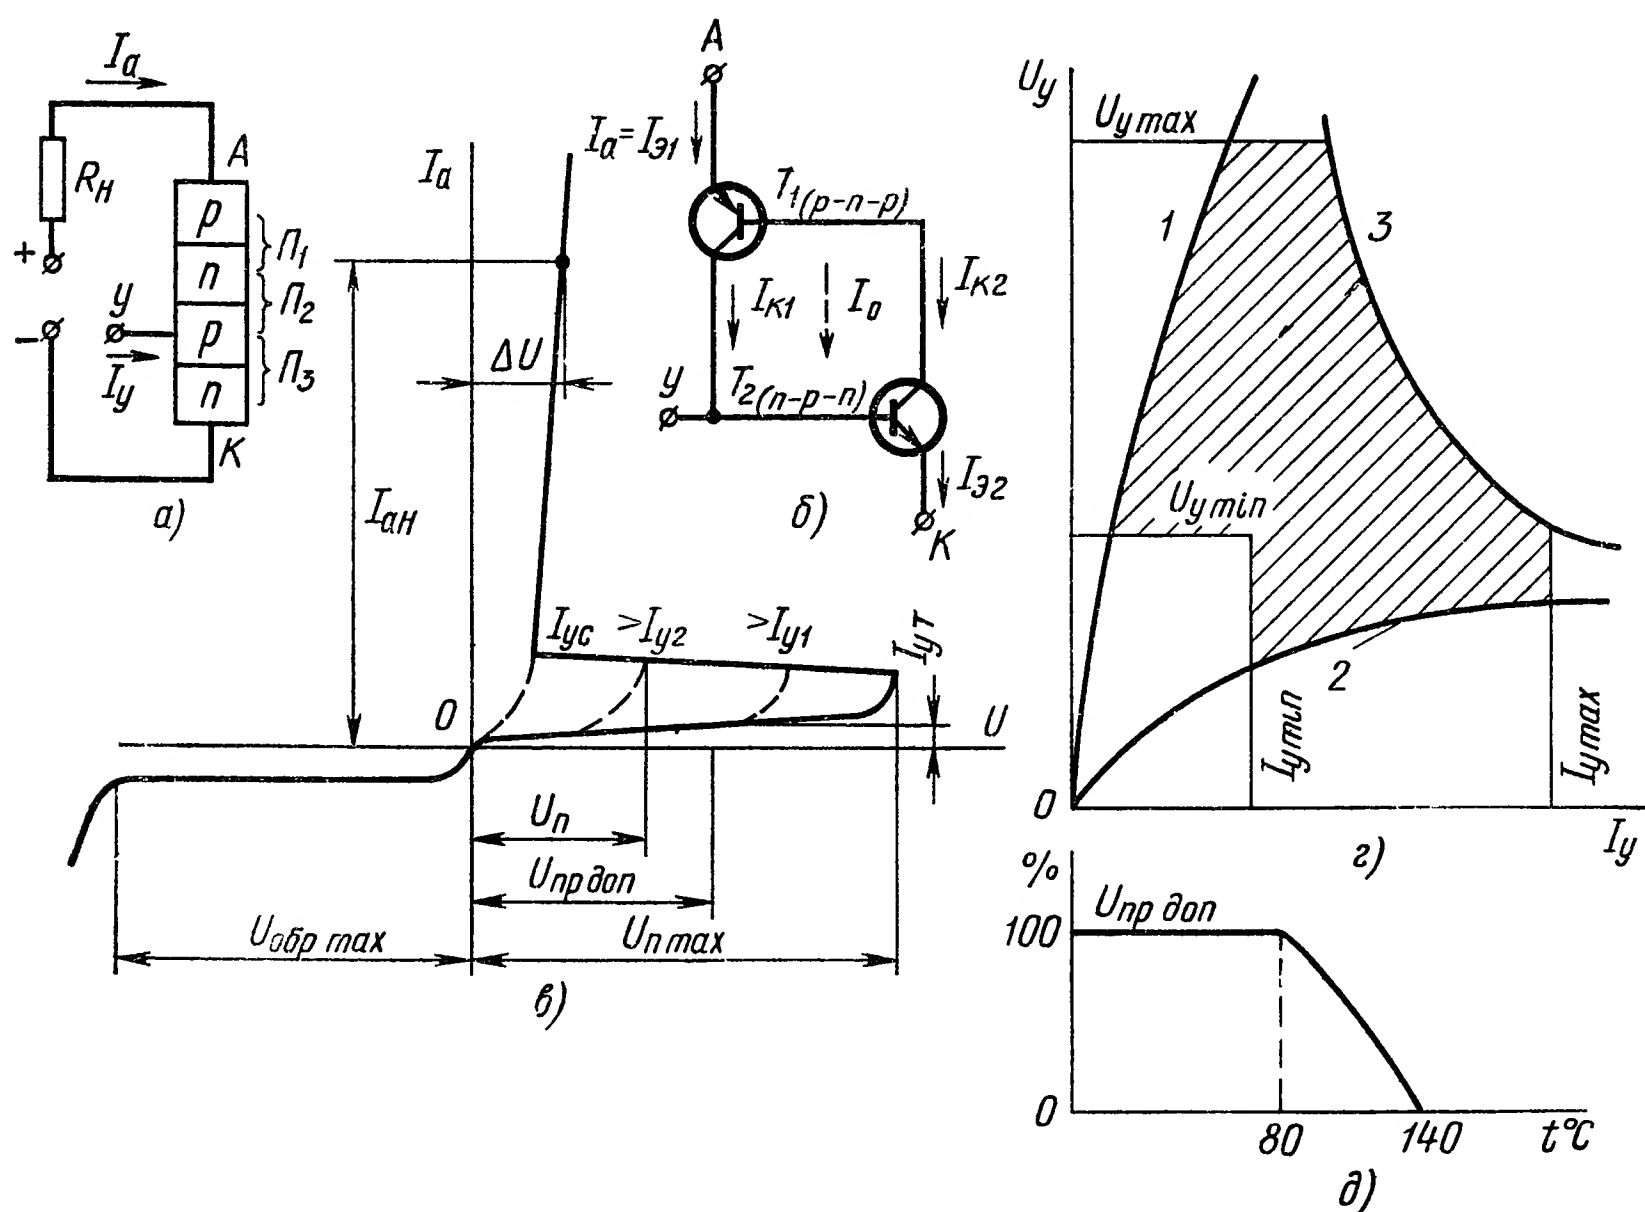 Iа
A
Rн
р
n
р
n
П1
П2
П3
+
−
У
Iу
К
а)
A
Iа=Iэ1
T1(p-n-p)
Iк1
I0
Iк2
У
T2(n-p-n)
Iэ2
К
б)
Iа
ΔU
Iан
Iус >Iу2 >Iу1
Iут
0
U
Uп
Uпр доп
Uобр max
Uп max
в)
Uу
Uу max
1
3
Uу min
2
Iу min
Iу max
0
Iу
г)
%
Uпр доп
100
0
80
140
t°C
д)